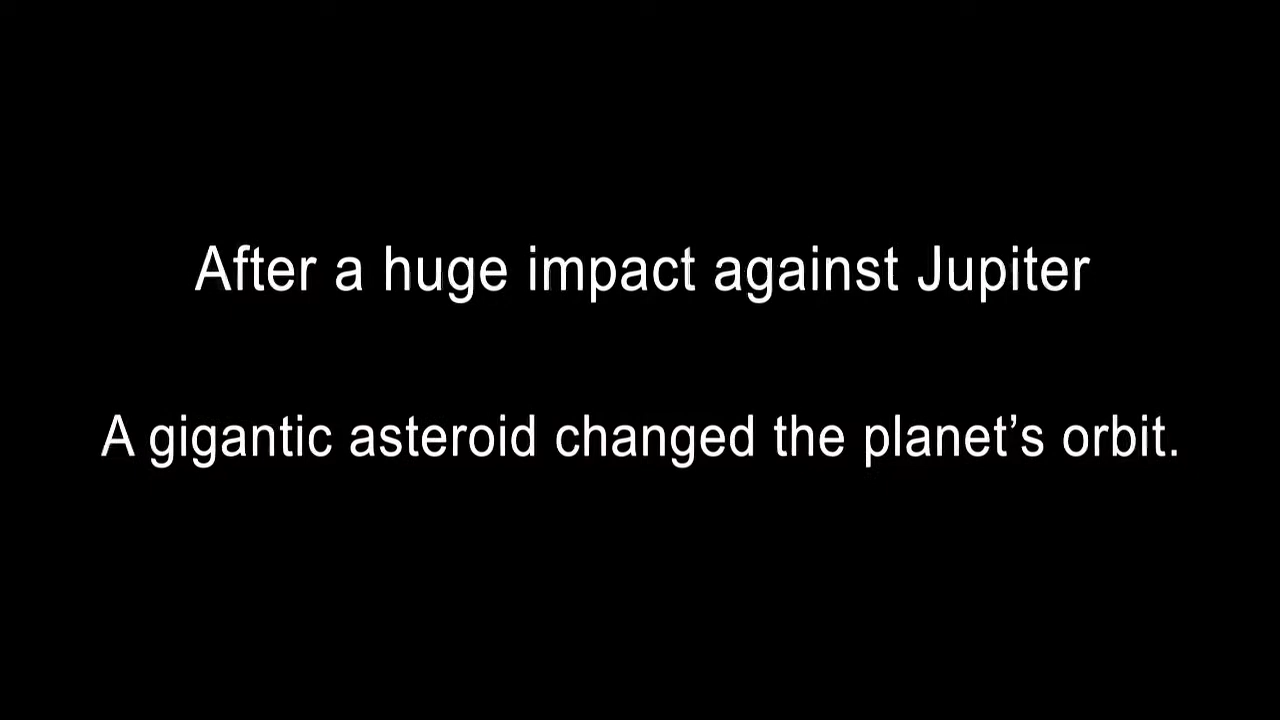 After a huge impact against Jupiter
A gigantic asteroid changed the planet’s orbit.